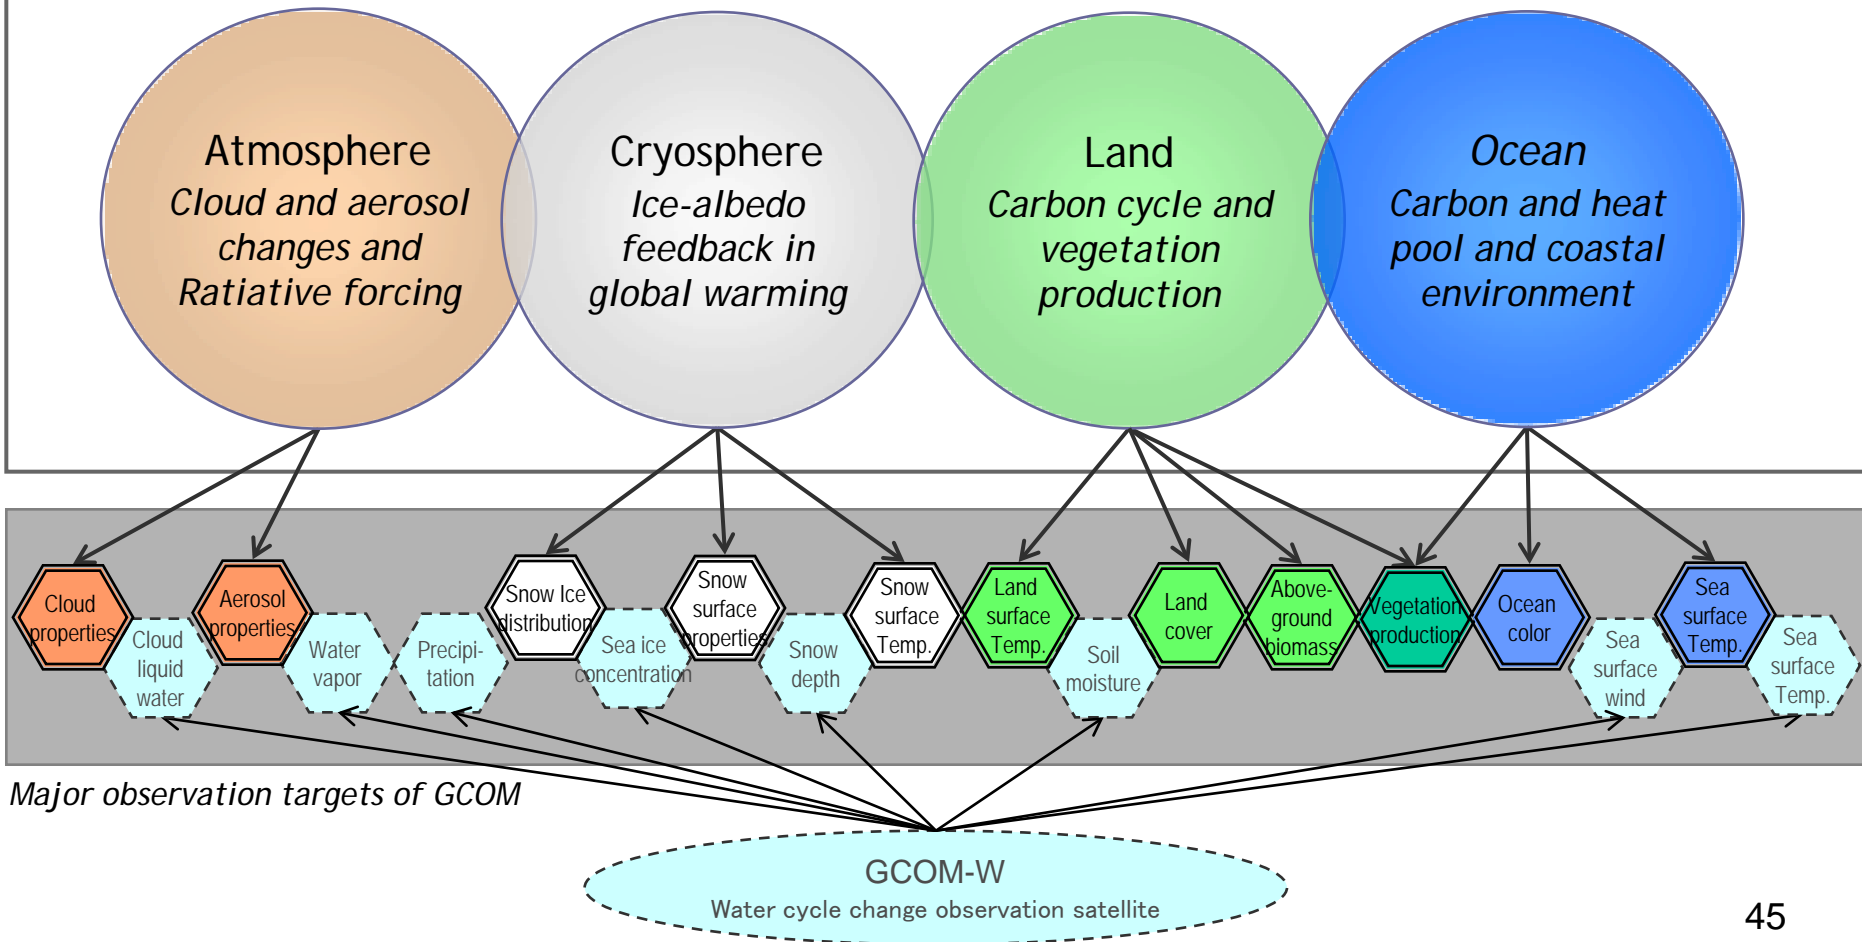 Atmosphere
Cloud and aerosol
changes and
Ratiative forcing
Cryosphere
Ice-albedo
feedback in
global warming
Land
Carbon cycle and
vegetation
production
Ocean
Carbon and heat
pool and coastal
environment
Cloud
properties
Cloud
liquid
water
Aerosol
properties
Water
vapor
Precipi-
tation
Snow Ice
distribution
Sea ice
concentration
Snow
surface
properties
Snow
depth
Snow
surface
Temp.
Land
surface
Temp.
Soil
moisture
Land
cover
Above-
ground
biomass
Vegetation
production
Ocean
color
Sea
surface
wind
Sea
surface
Temp.
Sea
surface
Temp.
Major observation targets of GCOM
GCOM-W
Water cycle change observation satellite
45